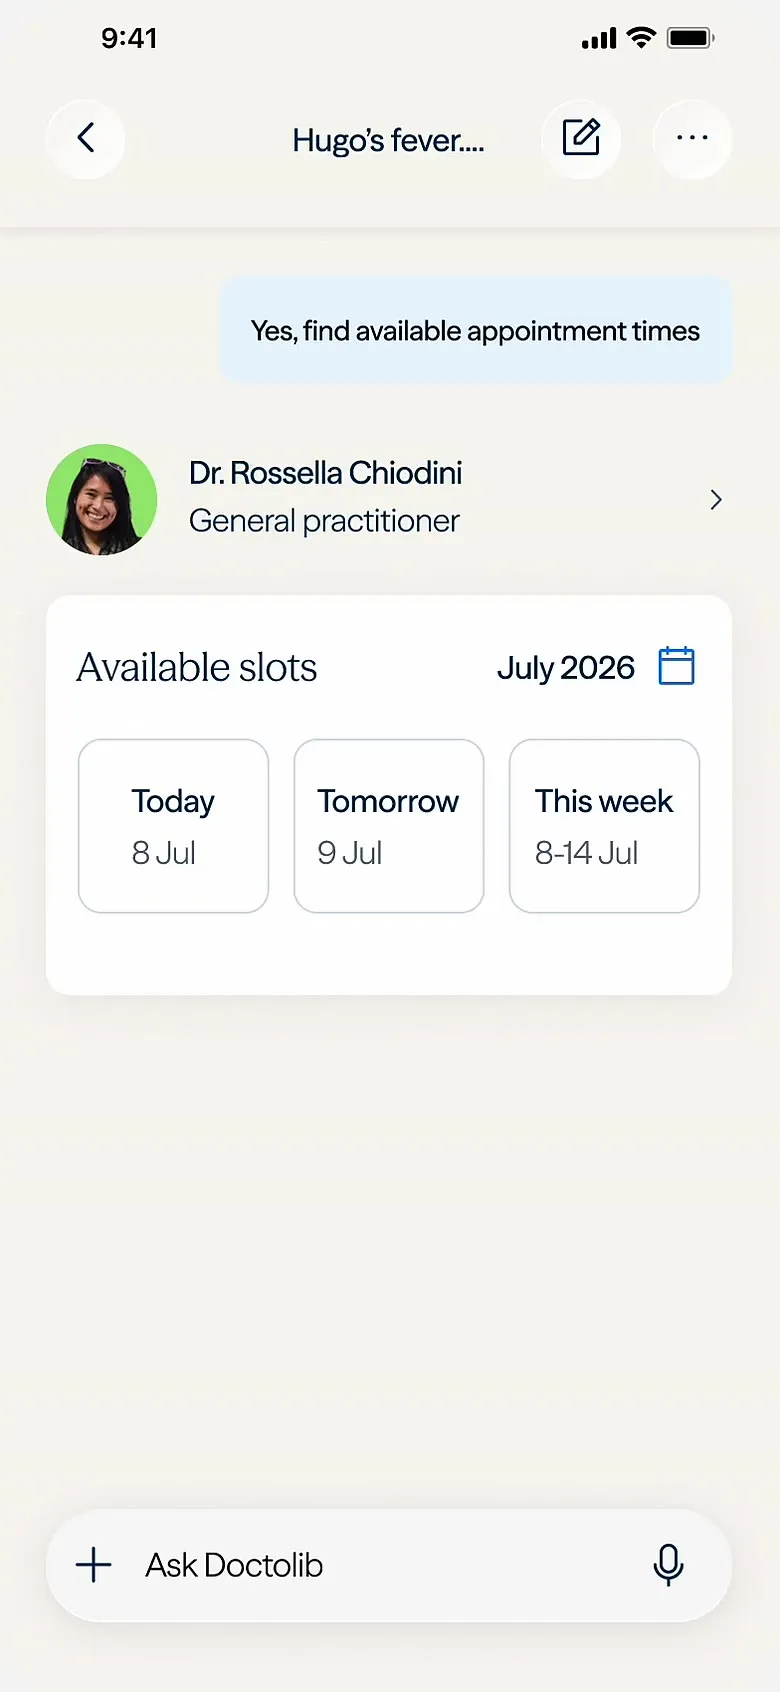 9:41
Hugo’s fever....
Yes, find available appointment times
Dr. Rossella Chiodini
General practitioner
Available slots
July 2026
Today
8 Jul
Tomorrow
9 Jul
This week
8-14 Jul
Ask Doctolib